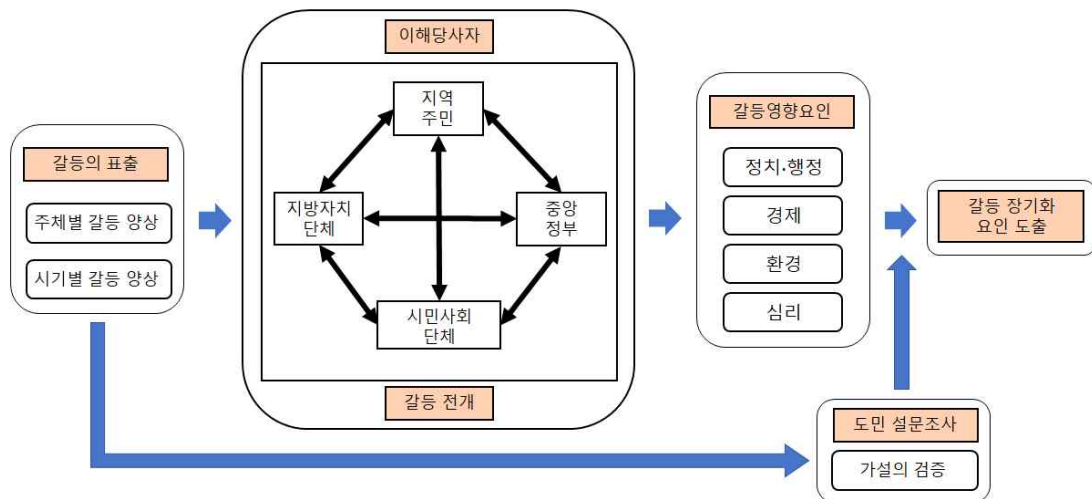 갈등의 표출
주체별 갈등 양상
시기별 갈등 양상
이해당사자
지역
주민
지방자치
단체
중앙
정부
시민사회
단체
갈등 전개
갈등영향요인
정치·행정
경제
환경
심리
갈등 장기화
요인 도출
도민 설문조사
가설의 검증